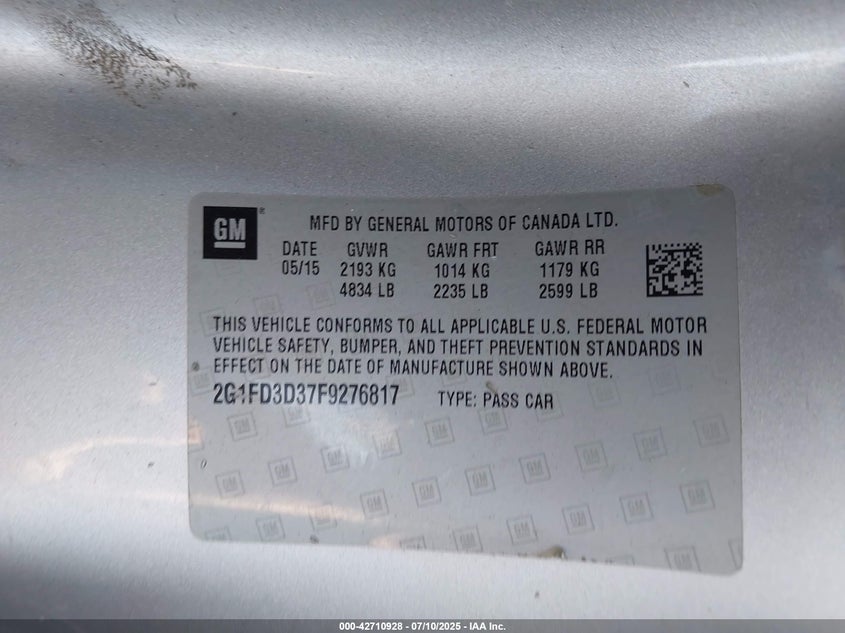 GM ®
MFD BY GENERAL MOTORS OF CANADA LTD.
DATE GVWR GAWR FRT GAWR RR
05/15 2193 KG 1014 KG 1179 KG
4834 LB 2235 LB 2599 LB
THIS VEHICLE CONFORMS TO ALL APPLICABLE U.S. FEDERAL MOTOR
VEHICLE SAFETY, BUMPER, AND THEFT PREVENTION STANDARDS IN
EFFECT ON THE DATE OF MANUFACTURE SHOWN ABOVE.
2G1FD3D37F9276817 TYPE: PASS CAR
000-42710928 - 07/10/2025 - IAA Inc.